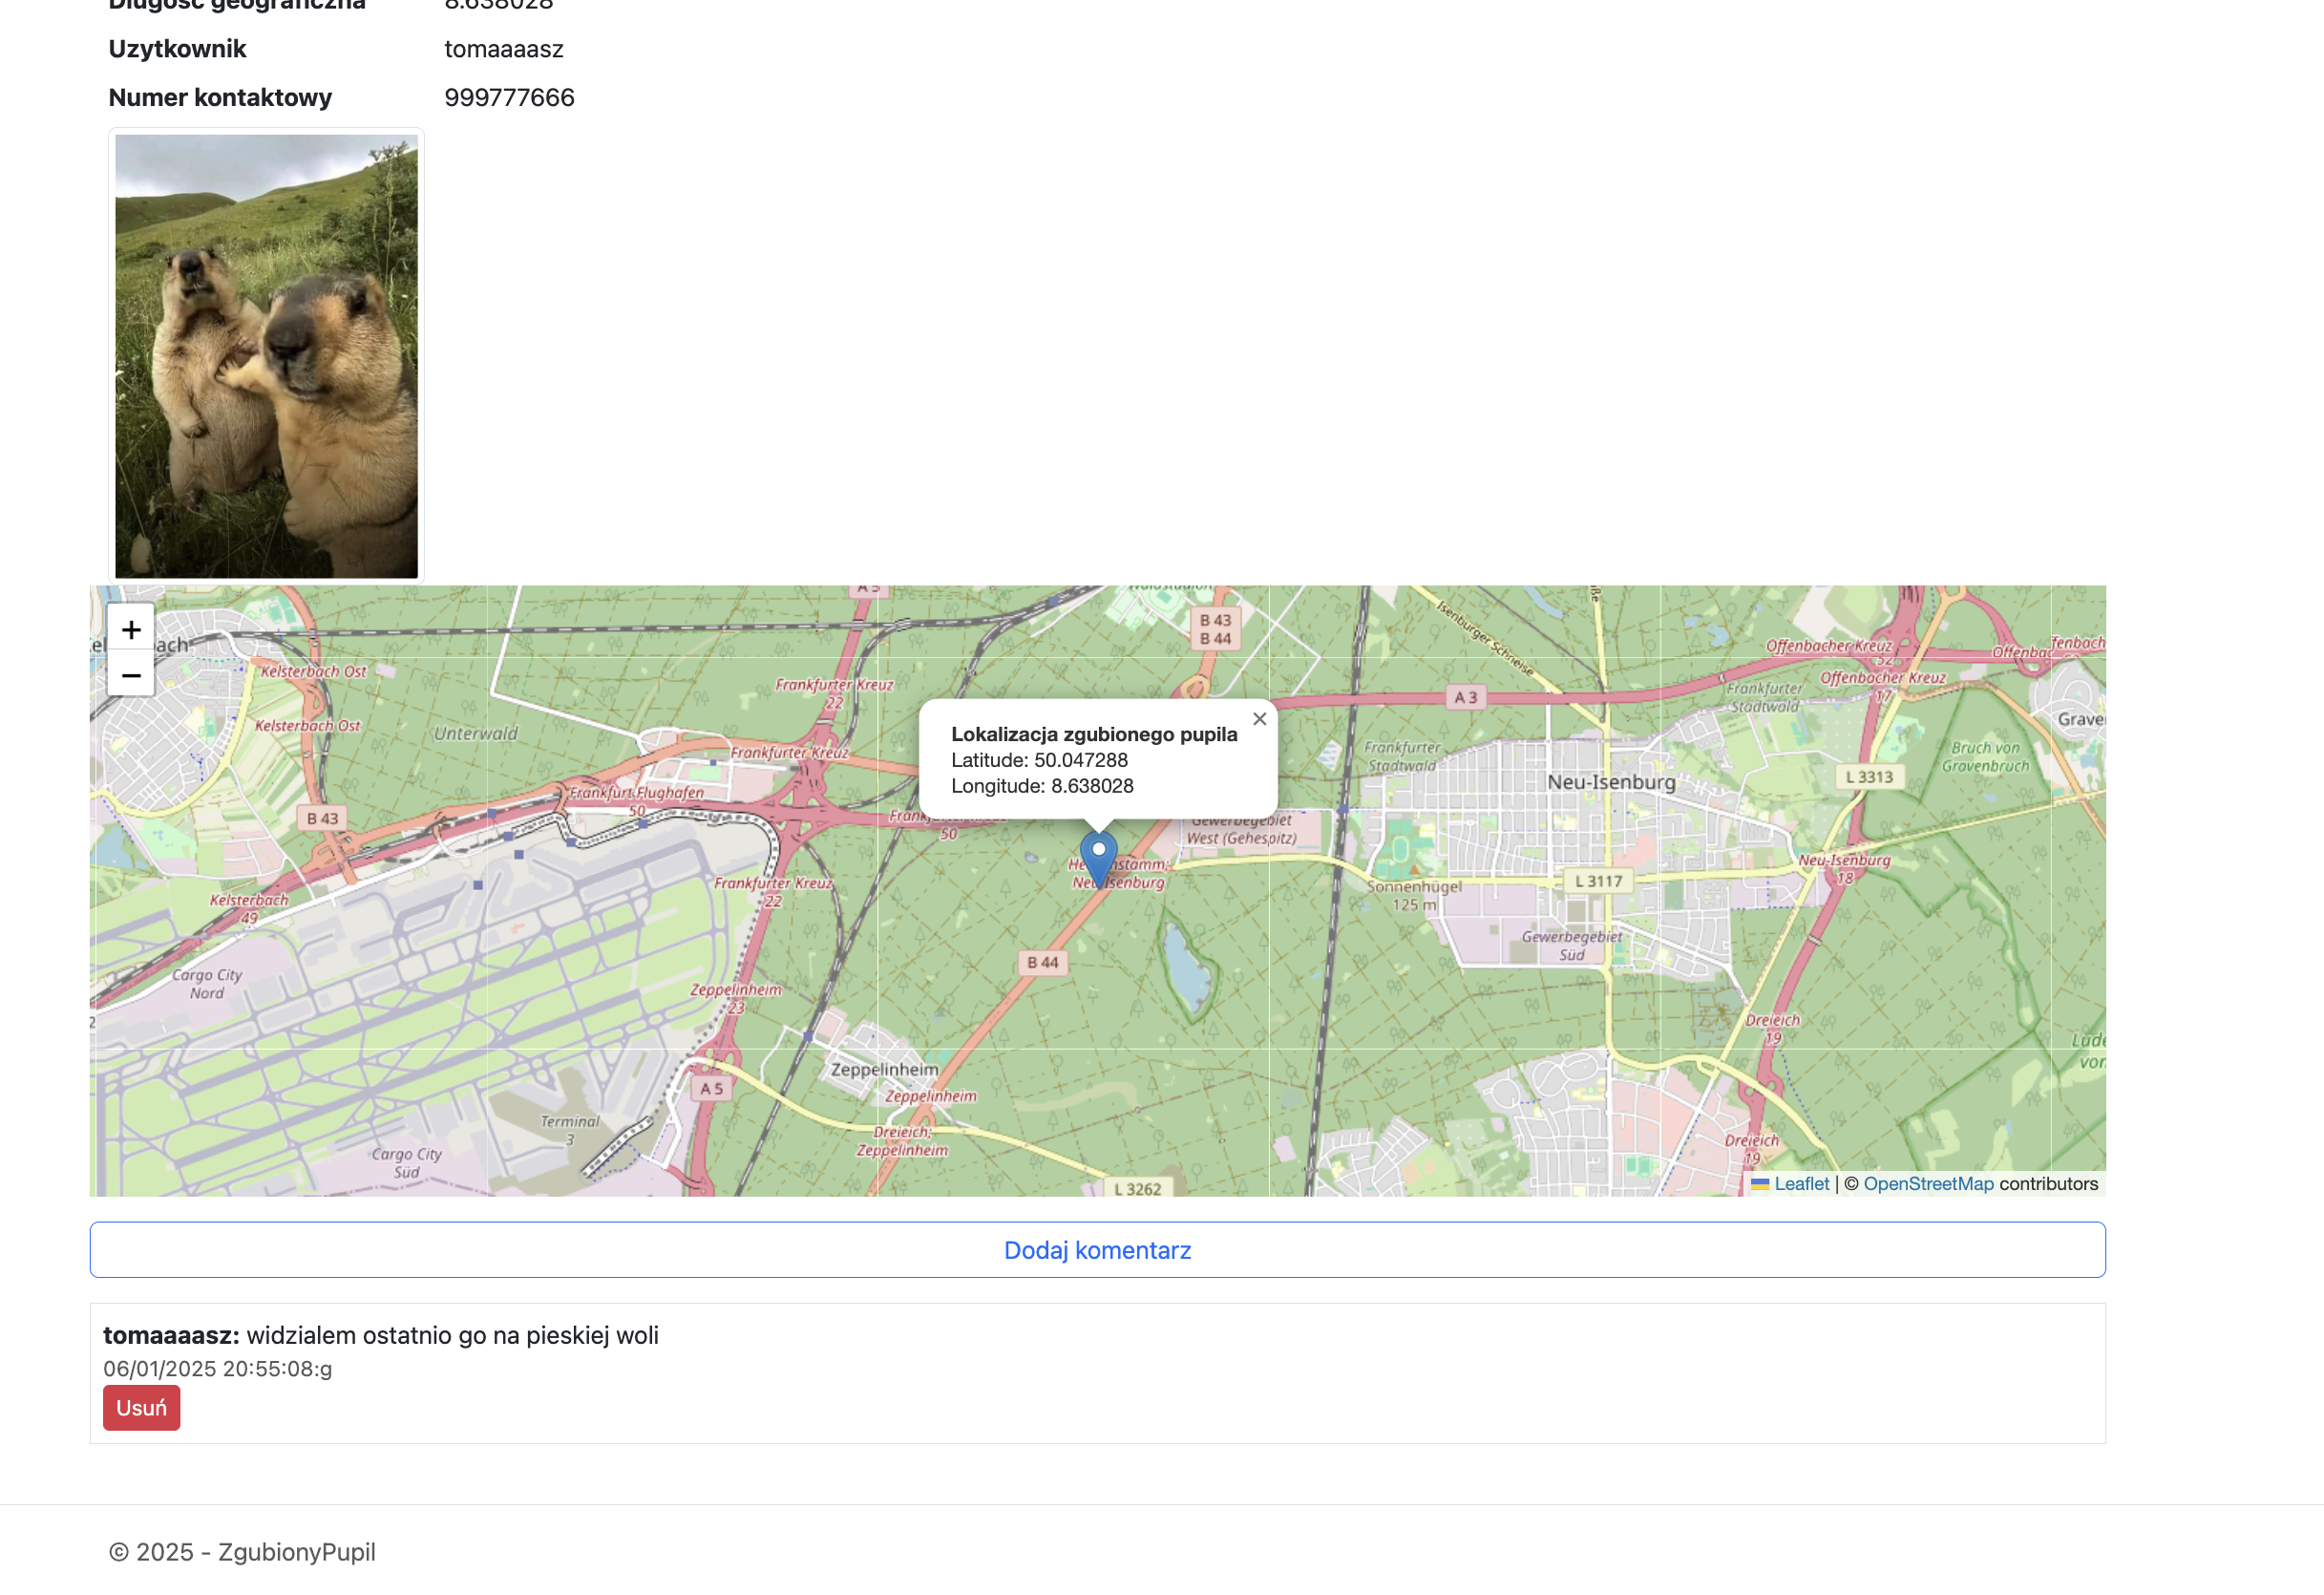 Długość geograficzna 8.638028
Uzytkownik tomaaaasz
Numer kontaktowy 999777666
+
−
Kelsterbach Ost
Kelsterbach Ost
Unterwald
B 43
Kelsterbach
49
Cargo City
Nord
Cargo City
Süd
Terminal
3
A 5
Frankfurter Kreuz
22
Frankfurter Kreuz
Frankfurt Flughafen
50
50
Frankfurter Kreuz
22
Zeppelinheim
23
A 5
Zeppelinheim
Zeppelinheim
Dreieich;
Zeppelinheim
B 44
L 3262
B 43
B 44
Lokalizacja zgubionego pupila
Latitude: 50.047288
Longitude: 8.638028
×
Gewerbegebiet
West (Gehespitz)
Neu-Isenburg
A 3
Isenburger Schneise
Frankfurter
Stadtwald
Neu-Isenburg
Sonnenhügel
125 m
L 3117
Gewerbegebiet
Süd
Offenbacher Kreuz
52
Offenbacher Kreuz
17
Frankfurter
Stadtwald
L 3313
Bruch von
Gravenbruch
Neu-Isenburg
18
Dreieich
19
Dreieich
19
Leaflet | © OpenStreetMap contributors
Dodaj komentarz
tomaaaasz: widzialem ostatnio go na pieskiej woli
06/01/2025 20:55:08:g
Usuń
© 2025 - ZgubionyPupil